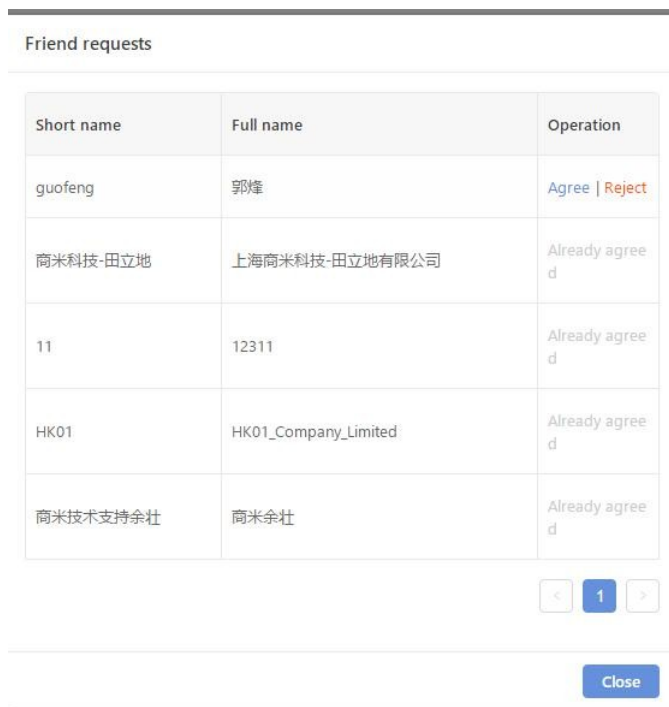 Friend requests
Short name Full name Operation
guofeng 郭烽 Agree | Reject
商米科技-田立地 上海商米科技-田立地有限公司 Already agree
d
11 12311 Already agree
d
HK01 HK01_Company_Limited Already agree
d
商米技术支持余壮 商米余壮 Already agree
d
< 1 >
Close